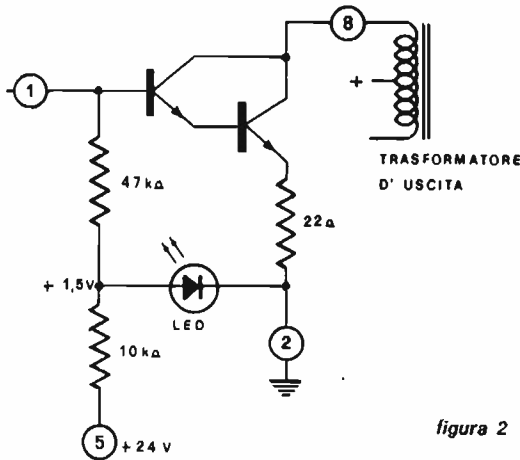 8
1
+
TRASFORMATORE
D' USCITA
47kΩ
22Ω
+ 1,5V
LED
10kΩ
2
5 +24 V
figura 2